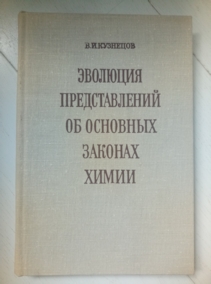 В.И.КУЗНЕЦОВ
ЭВОЛЮЦИЯ
ПРЕДСТАВЛЕНИЙ
ОБ ОСНОВНЫХ
ЗАКОНАХ
ХИМИИ